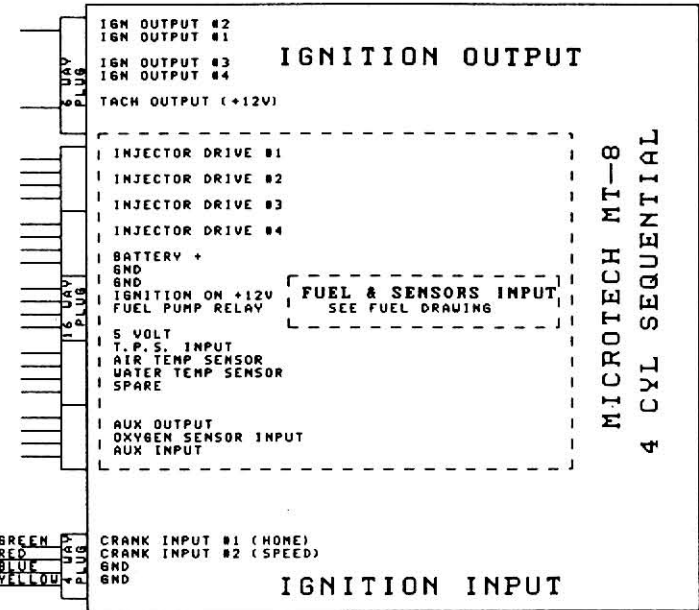 IGN OUTPUT #2
IGN OUTPUT #1
IGN OUTPUT #3
IGN OUTPUT #4
TACH OUTPUT (+12V)
IGNITION OUTPUT
6 WAY
PLUG
INJECTOR DRIVE #1
INJECTOR DRIVE #2
INJECTOR DRIVE #3
INJECTOR DRIVE #4
BATTERY +
GND
GND
IGNITION ON +12V
FUEL PUMP RELAY
FUEL & SENSORS INPUT
SEE FUEL DRAWING
16 WAY
PLUG
5 VOLT
T.P.S. INPUT
AIR TEMP SENSOR
WATER TEMP SENSOR
SPARE
AUX OUTPUT
OXYGEN SENSOR INPUT
AUX INPUT
MICROTECH MT-8
4 CYL SEQUENTIAL
GREEN
RED
BLUE
YELLOW
4 WAY
PLUG
CRANK INPUT #1 (HOME)
CRANK INPUT #2 (SPEED)
GND
GND
IGNITION INPUT